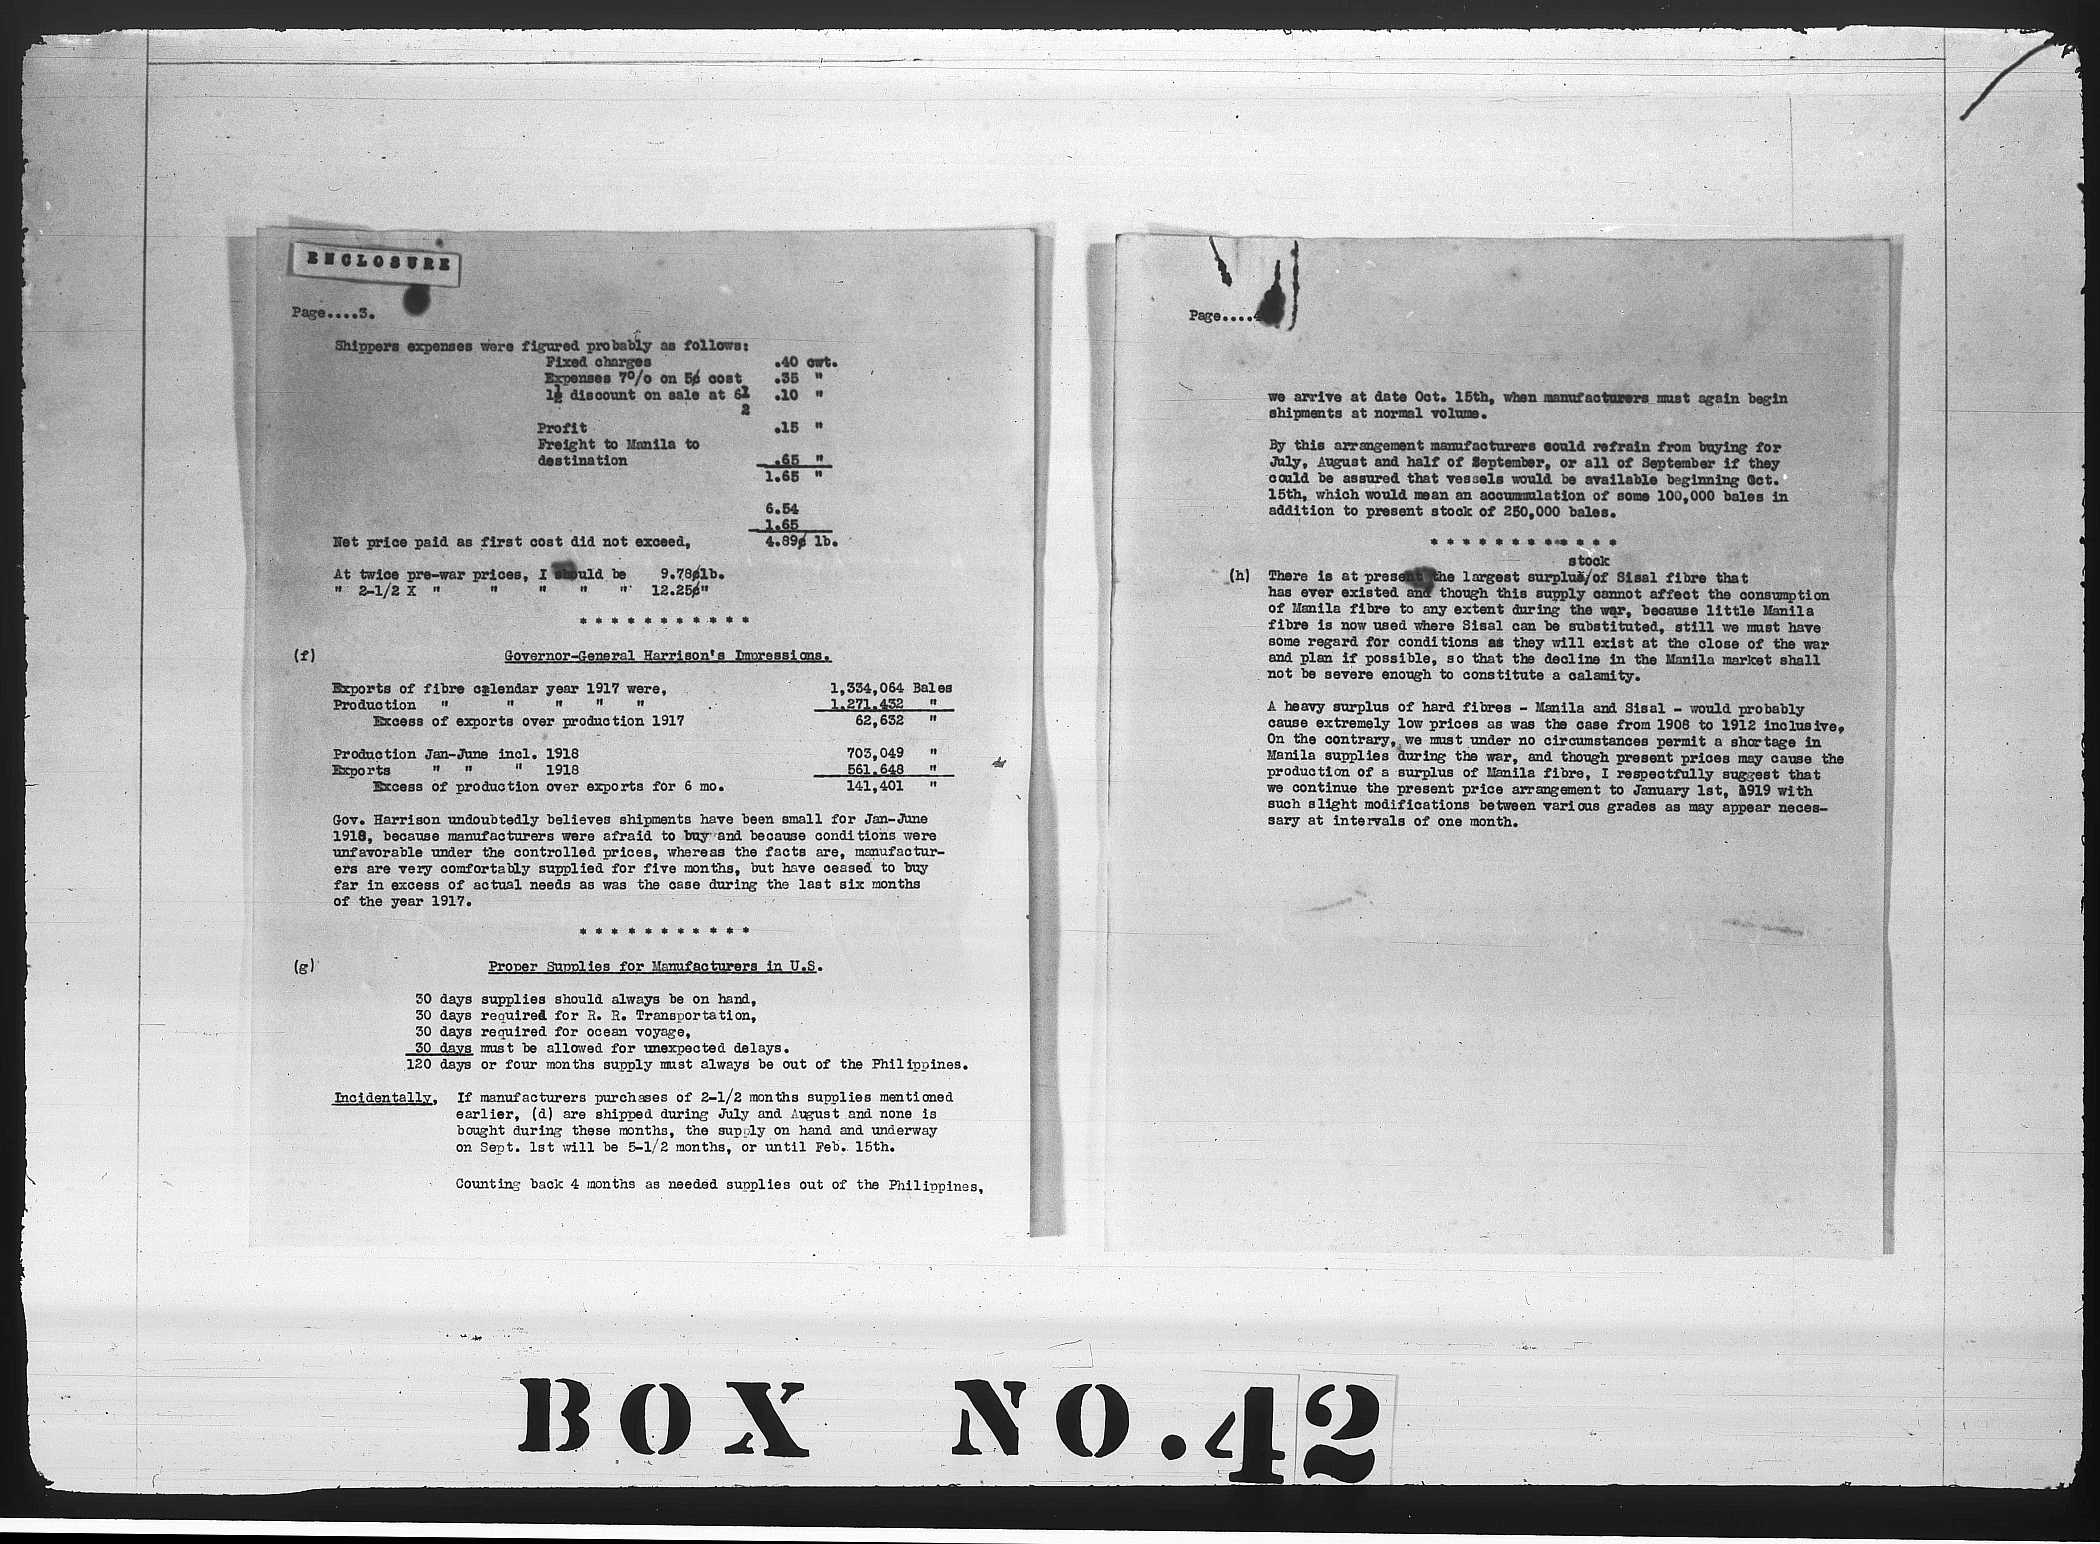 ENCLOSURE
Page....3.
Shippers expenses were figured probably as follows:
Fixed charges .40 cwt.
Expenses 7o/o on 5¢ cost .35 "
1½ discount on sale at 6½ .10 "
Profit .15 "
Freight to Manila to
destination .65 "
1.65 "
6.54
1.65
Net price paid as first cost did not exceed, 4.89¢ lb.
At twice pre-war prices, I should be 9.78¢lb.
" 2-1/2 X " " " " " 12.25¢"
* * * * * * * * * * *
(f) Governor-General Harrison's Impressions.
Exports of fibre calendar year 1917 were, 1,334,064 Bales
Production " " " " " 1,271,432 "
Excess of exports over production 1917 62,632 "
Production Jan-June incl. 1918 703,049 "
Exports " " " 1918 561,648 "
Excess of production over exports for 6 mo. 141,401 "
Gov. Harrison undoubtedly believes shipments have been small for Jan-June
1918, because manufacturers were afraid to buy and because conditions were
unfavorable under the controlled prices, whereas the facts are, manufactur-
ers are very comfortably supplied for five months, but have ceased to buy
far in excess of actual needs as was the case during the last six months
of the year 1917.
* * * * * * * * * * *
(g) Proper Supplies for Manufacturers in U.S.
30 days supplies should always be on hand,
30 days required for R. R. Transportation,
30 days required for ocean voyage,
30 days must be allowed for unexpected delays.
120 days or four months supply must always be out of the Philippines.
Incidentally, If manufacturers purchases of 2-1/2 months supplies mentioned
earlier, (d) are shipped during July and August and none is
bought during these months, the supply on hand and underway
on Sept. 1st will be 5-1/2 months, or until Feb. 15th.
Counting back 4 months as needed supplies out of the Philippines,
Page....4
we arrive at date Oct. 15th, when manufacturers must again begin
shipments at normal volume.
By this arrangement manufacturers could refrain from buying for
July, August and half of September, or all of September if they
could be assured that vessels would be available beginning Oct.
15th, which would mean an accummulation of some 100,000 bales in
addition to present stock of 250,000 bales.
* * * * * * * * * * * *
stock
(h) There is at present the largest surplus/of Sisal fibre that
has ever existed and though this supply cannot affect the consumption
of Manila fibre to any extent during the war, because little Manila
fibre is now used where Sisal can be substituted, still we must have
some regard for conditions as they will exist at the close of the war
and plan if possible, so that the decline in the Manila market shall
not be severe enough to constitute a calamity.
A heavy surplus of hard fibres - Manila and Sisal - would probably
cause extremely low prices as was the case from 1908 to 1912 inclusive,
On the contrary, we must under no circumstances permit a shortage in
Manila supplies during the war, and though present prices may cause the
production of a surplus of Manila fibre, I respectfully suggest that
we continue the present price arrangement to January 1st, 1919 with
such slight modifications between various grades as may appear neces-
sary at intervals of one month.
BOX NO.42